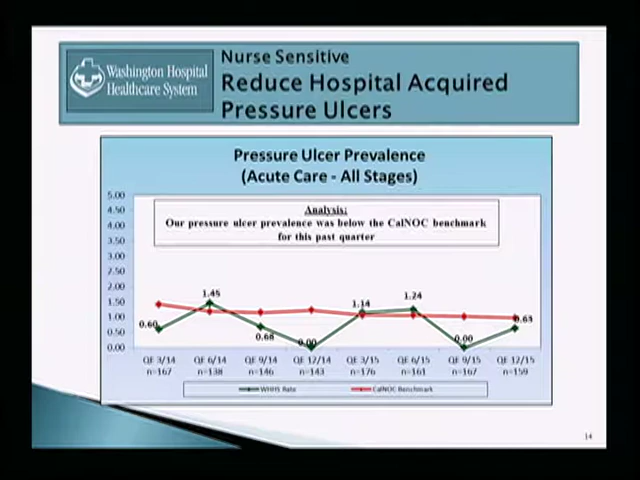 Washington Hospital
Healthcare System
Nurse Sensitive
Reduce Hospital Acquired
Pressure Ulcers
Pressure Ulcer Prevalence
(Acute Care - All Stages)
Analysis:
Our pressure ulcer prevalence was below the CalNOC benchmark
for this past quarter
5.00
4.50
4.00
3.50
3.00
2.50
2.00
1.50
1.00
0.50
0.00
0.60
1.45
0.68
0.00
1.14
1.24
0.00
0.63
QE 3/14 QE 6/14 QE 9/14 QE 12/14 QE 3/15 QE 6/15 QE 9/15 QE 12/15
n=167 n=138 n=146 n=143 n=176 n=161 n=167 n=159
WHHS Rate CalNOC Benchmark
14